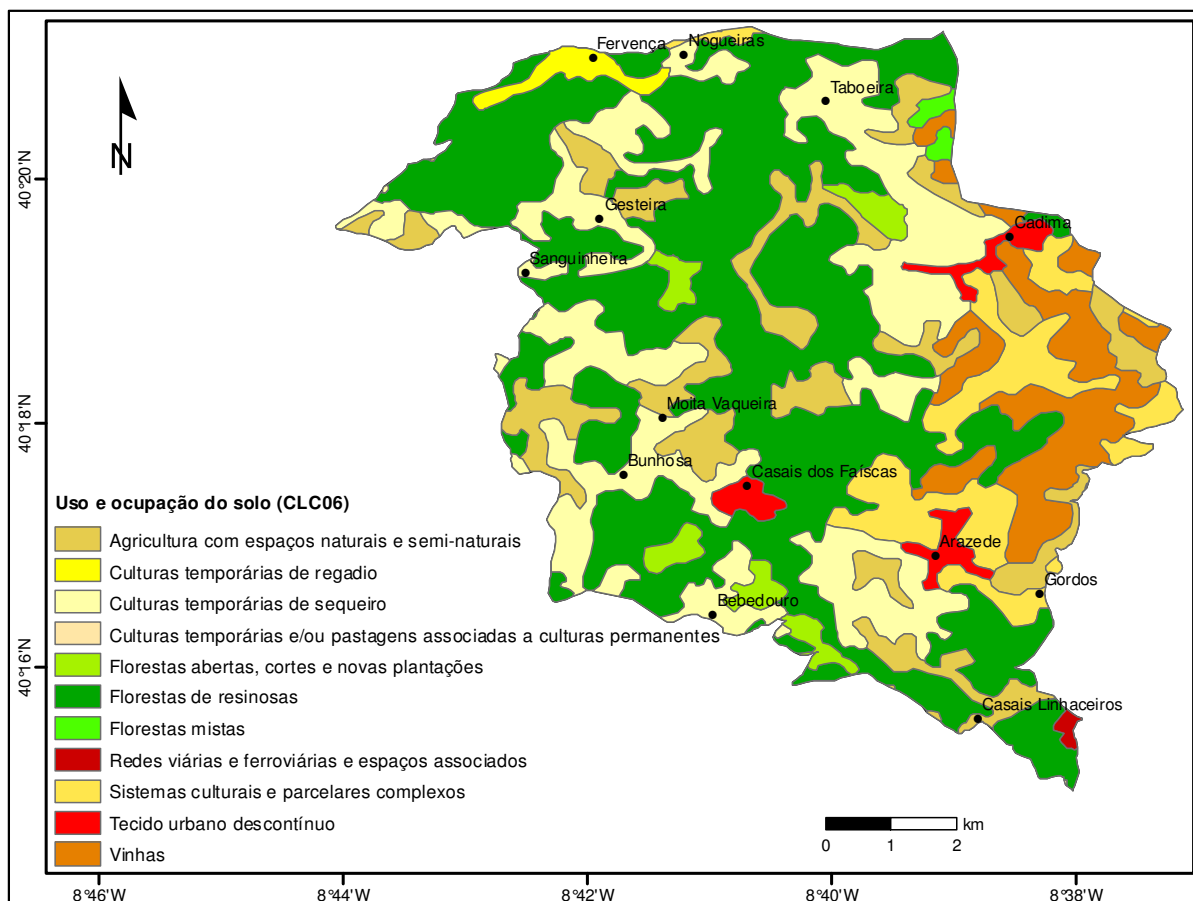 Fervença
Nogueiras
Taboeira
N
40°20'N
Gesteira
Cadima
Sanguinheira
40°18'N
Moita Vaqueira
Bunhosa
Casais dos Faíscas
Uso e ocupação do solo (CLC06)
Agricultura com espaços naturais e semi-naturais
Arazede
Culturas temporárias de regadio
Gordos
Culturas temporárias de sequeiro
Bebedouro
Culturas temporárias e/ou pastagens associadas a culturas permanentes
40°16'N
Florestas abertas, cortes e novas plantações
Florestas de resinosas
Casais Linhaceiros
Florestas mistas
Redes viárias e ferroviárias e espaços associados
Sistemas culturais e parcelares complexos
Tecido urbano descontínuo
km
0 1 2
Vinhas
8°46'W 8°44'W 8°42'W 8°40'W 8°38'W